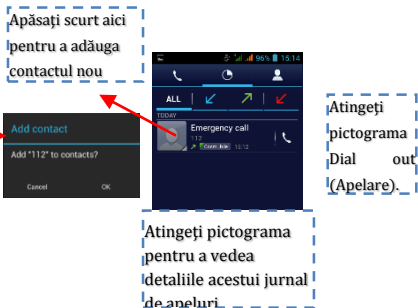 Apăsați scurt aici
pentru a adăuga
contactul nou
96% 15:14
ALL
TODAY
Emergency call
112
15:12
Add contact
Add "112" to contacts?
Cancel OK
Atingeți
pictograma
Dial out
(Apelare).
Atingeți pictograma
pentru a vedea
detaliile acestui jurnal
de apeluri